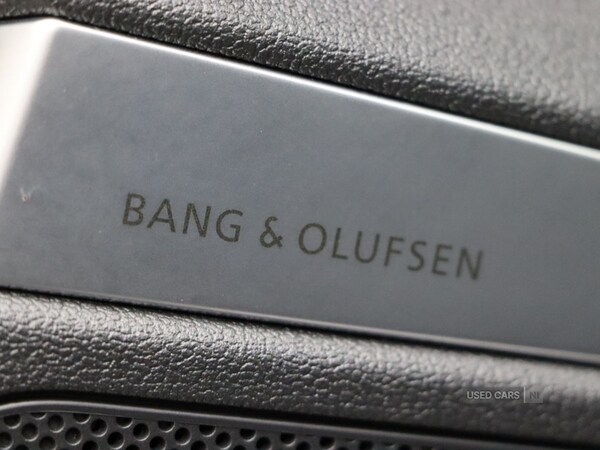 BANG & OLUFSEN
USED CARS NI